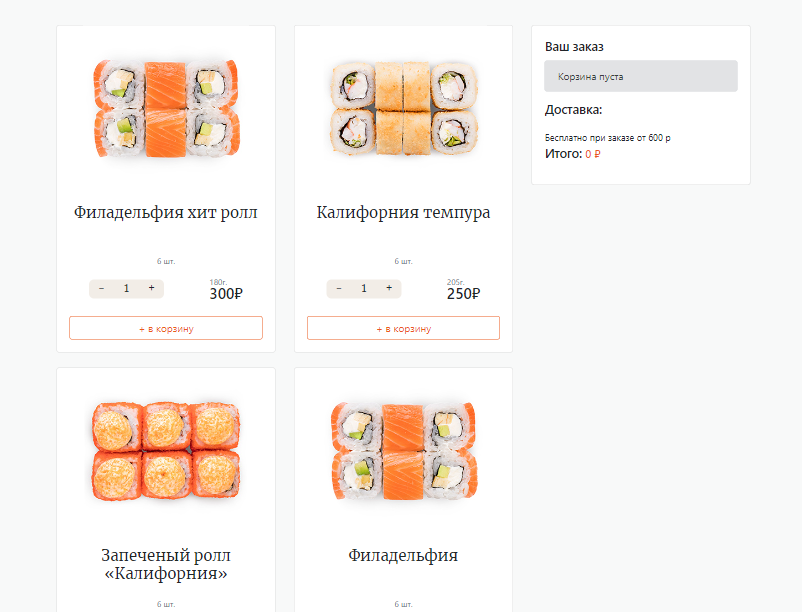 Филадельфия хит ролл
6 шт.
- 1 +
180г.
300₽
+ в корзину
Калифорния темпура
6 шт.
- 1 +
205г.
250₽
+ в корзину
Ваш заказ
Корзина пуста
Доставка:
Бесплатно при заказе от 600 р
Итого: 0 ₽
Запеченый ролл
«Калифорния»
6 шт.
Филадельфия
6 шт.